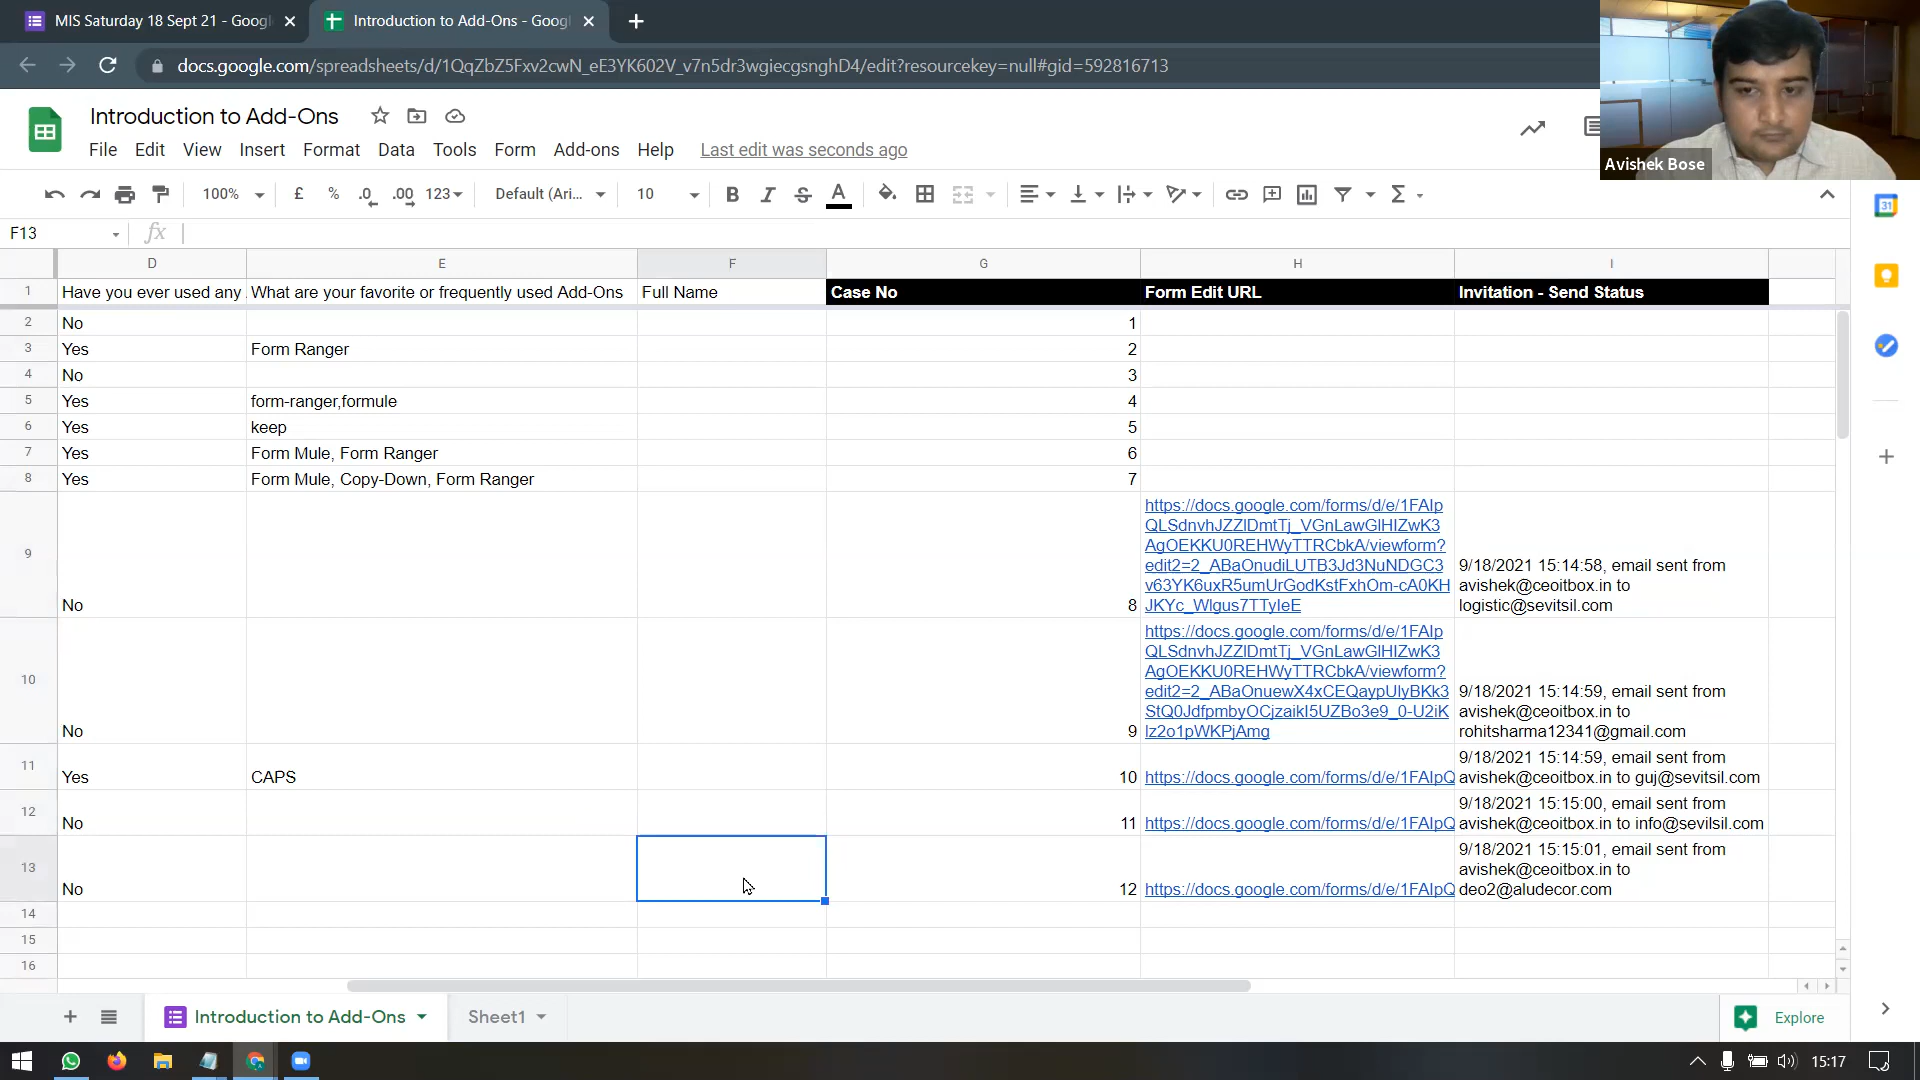 MIS Saturday 18 Sept 21 - Googl
Introduction to Add-Ons - Googl
docs.google.com/spreadsheets/d/1QqZbZ5Fxv2cwN_eE3YK602V_v7n5dr3wgiecgsnghD4/edit?resourcekey=null#gid=592816713
Introduction to Add-Ons
File Edit View Insert Format Data Tools Form Add-ons Help Last edit was seconds ago
Avishek Bose
100% £ % .0 .00 123 Default (Ari... 10 B I S A
31
F13 fx
D E F G H I
1 Have you ever used any What are your favorite or frequently used Add-Ons Full Name Case No Form Edit URL Invitation - Send Status
2 No 1
3 Yes Form Ranger 2
4 No 3
5 Yes form-ranger,formule 4
6 Yes keep 5
7 Yes Form Mule, Form Ranger 6
8 Yes Form Mule, Copy-Down, Form Ranger 7
https://docs.google.com/forms/d/e/1FAIp
QLSdnvhJZZlDmtTj_VGnLawGlHIZwK3
AgOEKKU0REHWyTTRCbkA/viewform?
edit2=2_ABaOnudiLUTB3Jd3NuNDGC3
v63YK6uxR5umUrGodKstFxhOm-cA0KH
JKYc_Wlgus7TTyIeE
9/18/2021 15:14:58, email sent from
avishek@ceoitbox.in to
logistic@sevitsil.com
9 No 8
https://docs.google.com/forms/d/e/1FAIp
QLSdnvhJZZlDmtTj_VGnLawGlHIZwK3
AgOEKKU0REHWyTTRCbkA/viewform?
edit2=2_ABaOnuewX4xCEQaypUlyBKk3
StQ0JdfpmbyOCjzaikI5UZBo3e9_0-U2iK
lz2o1pWKPjAmg
9/18/2021 15:14:59, email sent from
avishek@ceoitbox.in to
rohitsharma12341@gmail.com
10 No 9
9/18/2021 15:14:59, email sent from
11 Yes CAPS 10 https://docs.google.com/forms/d/e/1FAIpQ avishek@ceoitbox.in to guj@sevitsil.com
9/18/2021 15:15:00, email sent from
12 No 11 https://docs.google.com/forms/d/e/1FAIpQ avishek@ceoitbox.in to info@sevilsil.com
9/18/2021 15:15:01, email sent from
avishek@ceoitbox.in to
13 No 12 https://docs.google.com/forms/d/e/1FAIpQ deo2@aludecor.com
14
15
16
Introduction to Add-Ons Sheet1 Explore
15:17